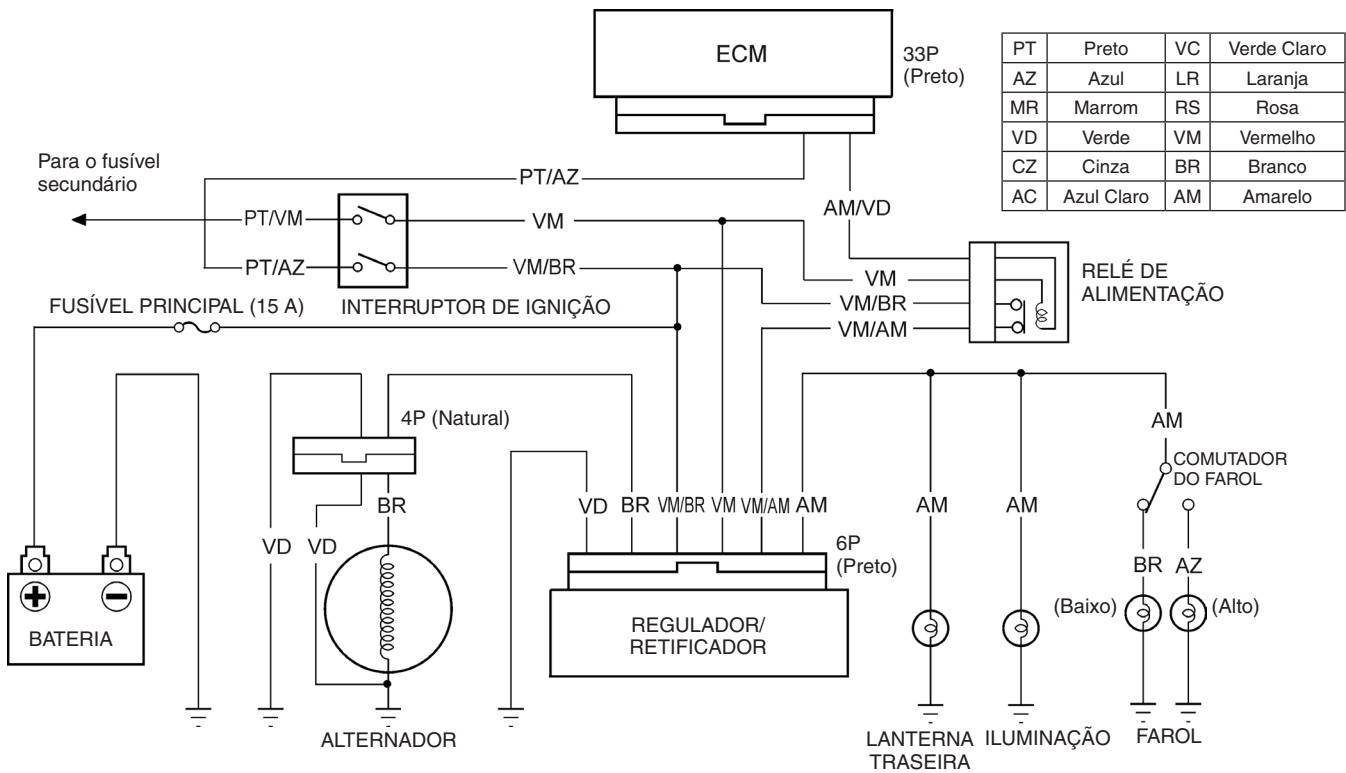 ECM
33P
(Preto)
PT Preto VC Verde Claro
AZ Azul LR Laranja
MR Marrom RS Rosa
VD Verde VM Vermelho
CZ Cinza BR Branco
AC Azul Claro AM Amarelo
Para o fusível
secundário
PT/AZ
AM/VD
PT/VM
VM
PT/AZ
VM/BR
VM
VM/BR
VM/AM
RELÉ DE
ALIMENTAÇÃO
FUSÍVEL PRINCIPAL (15 A)
INTERRUPTOR DE IGNIÇÃO
4P (Natural)
AM
COMUTADOR
DO FAROL
BR
VD
BR
VM/BR
VM
VM/AM
AM
AM
AM
VD
VD
6P
(Preto)
BR
AZ
(Baixo)
(Alto)
BATERIA
REGULADOR/
RETIFICADOR
ALTERNADOR
LANTERNA
TRASEIRA
ILUMINAÇÃO
FAROL